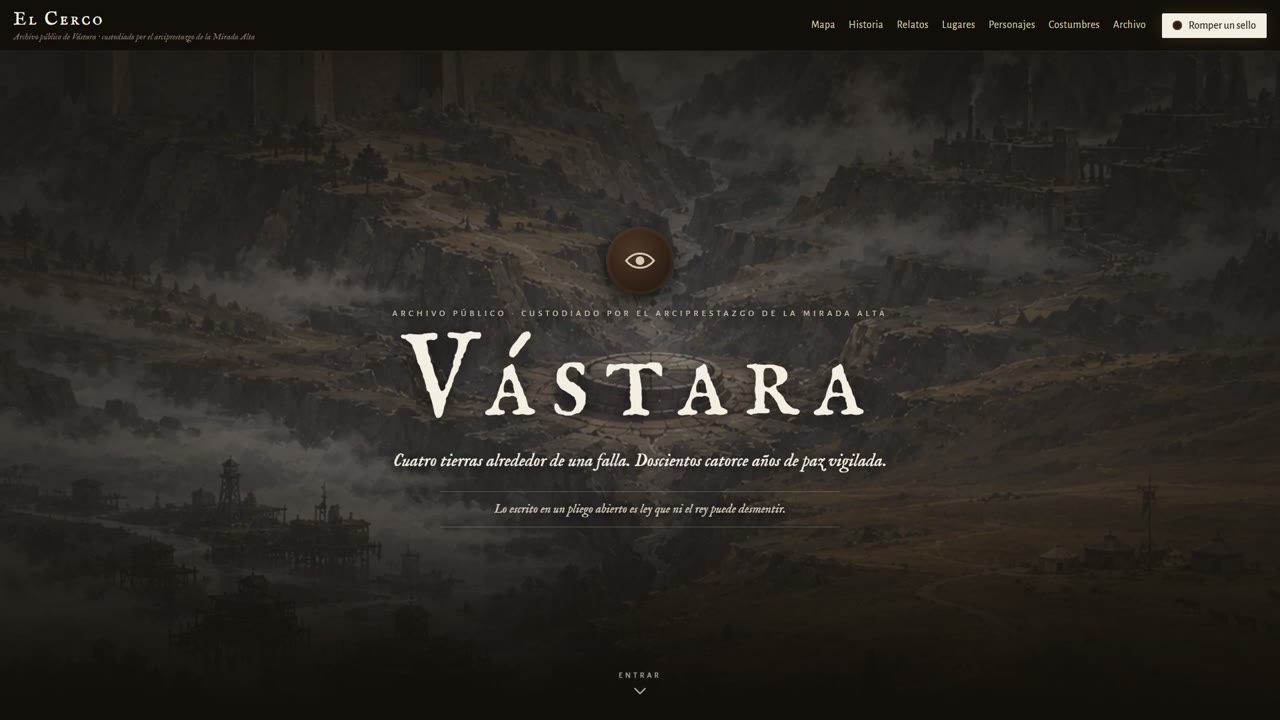 El Cerco
Archivo público de Vástara · custodiado por el arciprestazgo de la Mirada Alta
Mapa Historia Relatos Lugares Personajes Costumbres Archivo Romper un sello
ARCHIVO PÚBLICO · CUSTODIADO POR EL ARCIPRESTAZGO DE LA MIRADA ALTA
Vástara
Cuatro tierras alrededor de una falla. Doscientos catorce años de paz vigilada.
Lo escrito en un pliego abierto es ley que ni el rey puede desmentir.
ENTRAR